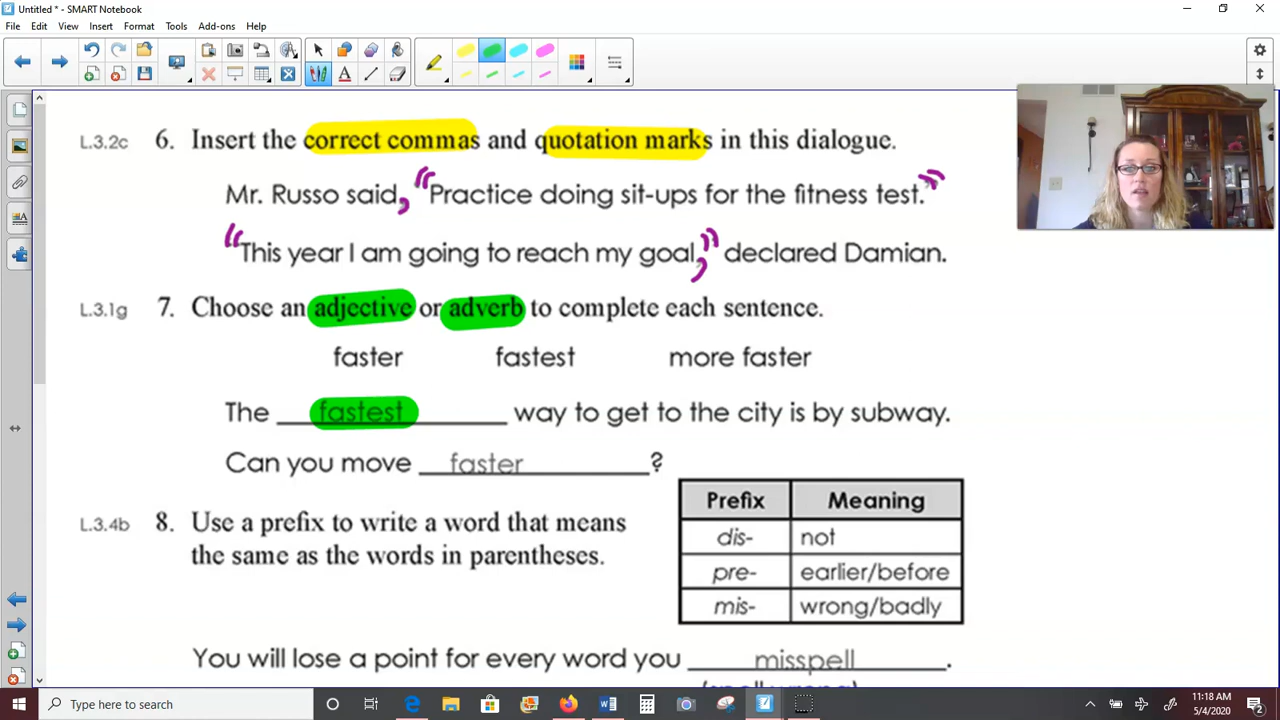 Untitled * - SMART Notebook
File Edit View Insert Format Tools Add-ons Help
L.3.2c 6. Insert the correct commas and quotation marks in this dialogue.
Mr. Russo said, "Practice doing sit-ups for the fitness test."
"This year I am going to reach my goal," declared Damian.
L.3.1g 7. Choose an adjective or adverb to complete each sentence.
faster fastest more faster
The fastest way to get to the city is by subway.
Can you move faster ?
L.3.4b 8. Use a prefix to write a word that means
the same as the words in parentheses.
Prefix Meaning
dis- not
pre- earlier/before
mis- wrong/badly
You will lose a point for every word you misspell .
(spell wrong)
Type here to search
11:18 AM
5/4/2020
2